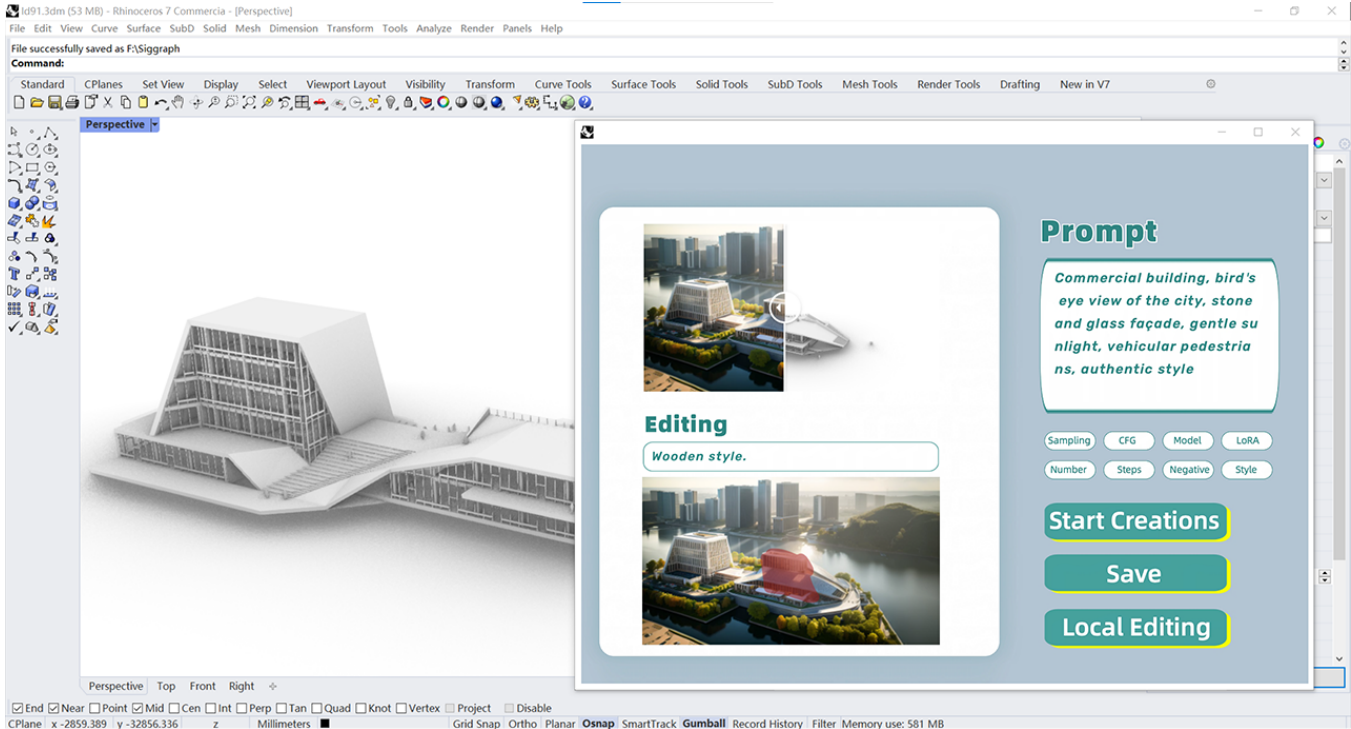 ld91.3dm (53 MB) - Rhinoceros 7 Commercia - [Perspective]
File Edit View Curve Surface SubD Solid Mesh Dimension Transform Tools Analyze Render Panels Help
File successfully saved as F:\Siggraph
Command:
Standard CPlanes Set View Display Select Viewport Layout Visibility Transform Curve Tools Surface Tools Solid Tools SubD Tools Mesh Tools Render Tools Drafting New in V7
Perspective
Prompt
Commercial building, bird's
eye view of the city, stone
and glass façade, gentle su
nlight, vehicular pedestria
ns, authentic style
Editing
Wooden style.
Sampling CFG Model LoRA
Number Steps Negative Style
Start Creations
Save
Local Editing
Perspective Top Front Right
End Near Point Mid Cen Int Perp Tan Quad Knot Vertex Project Disable
CPlane x -2859.389 y -32856.336 z Millimeters Grid Snap Ortho Planar Osnap SmartTrack Gumball Record History Filter Memory use: 581 MB